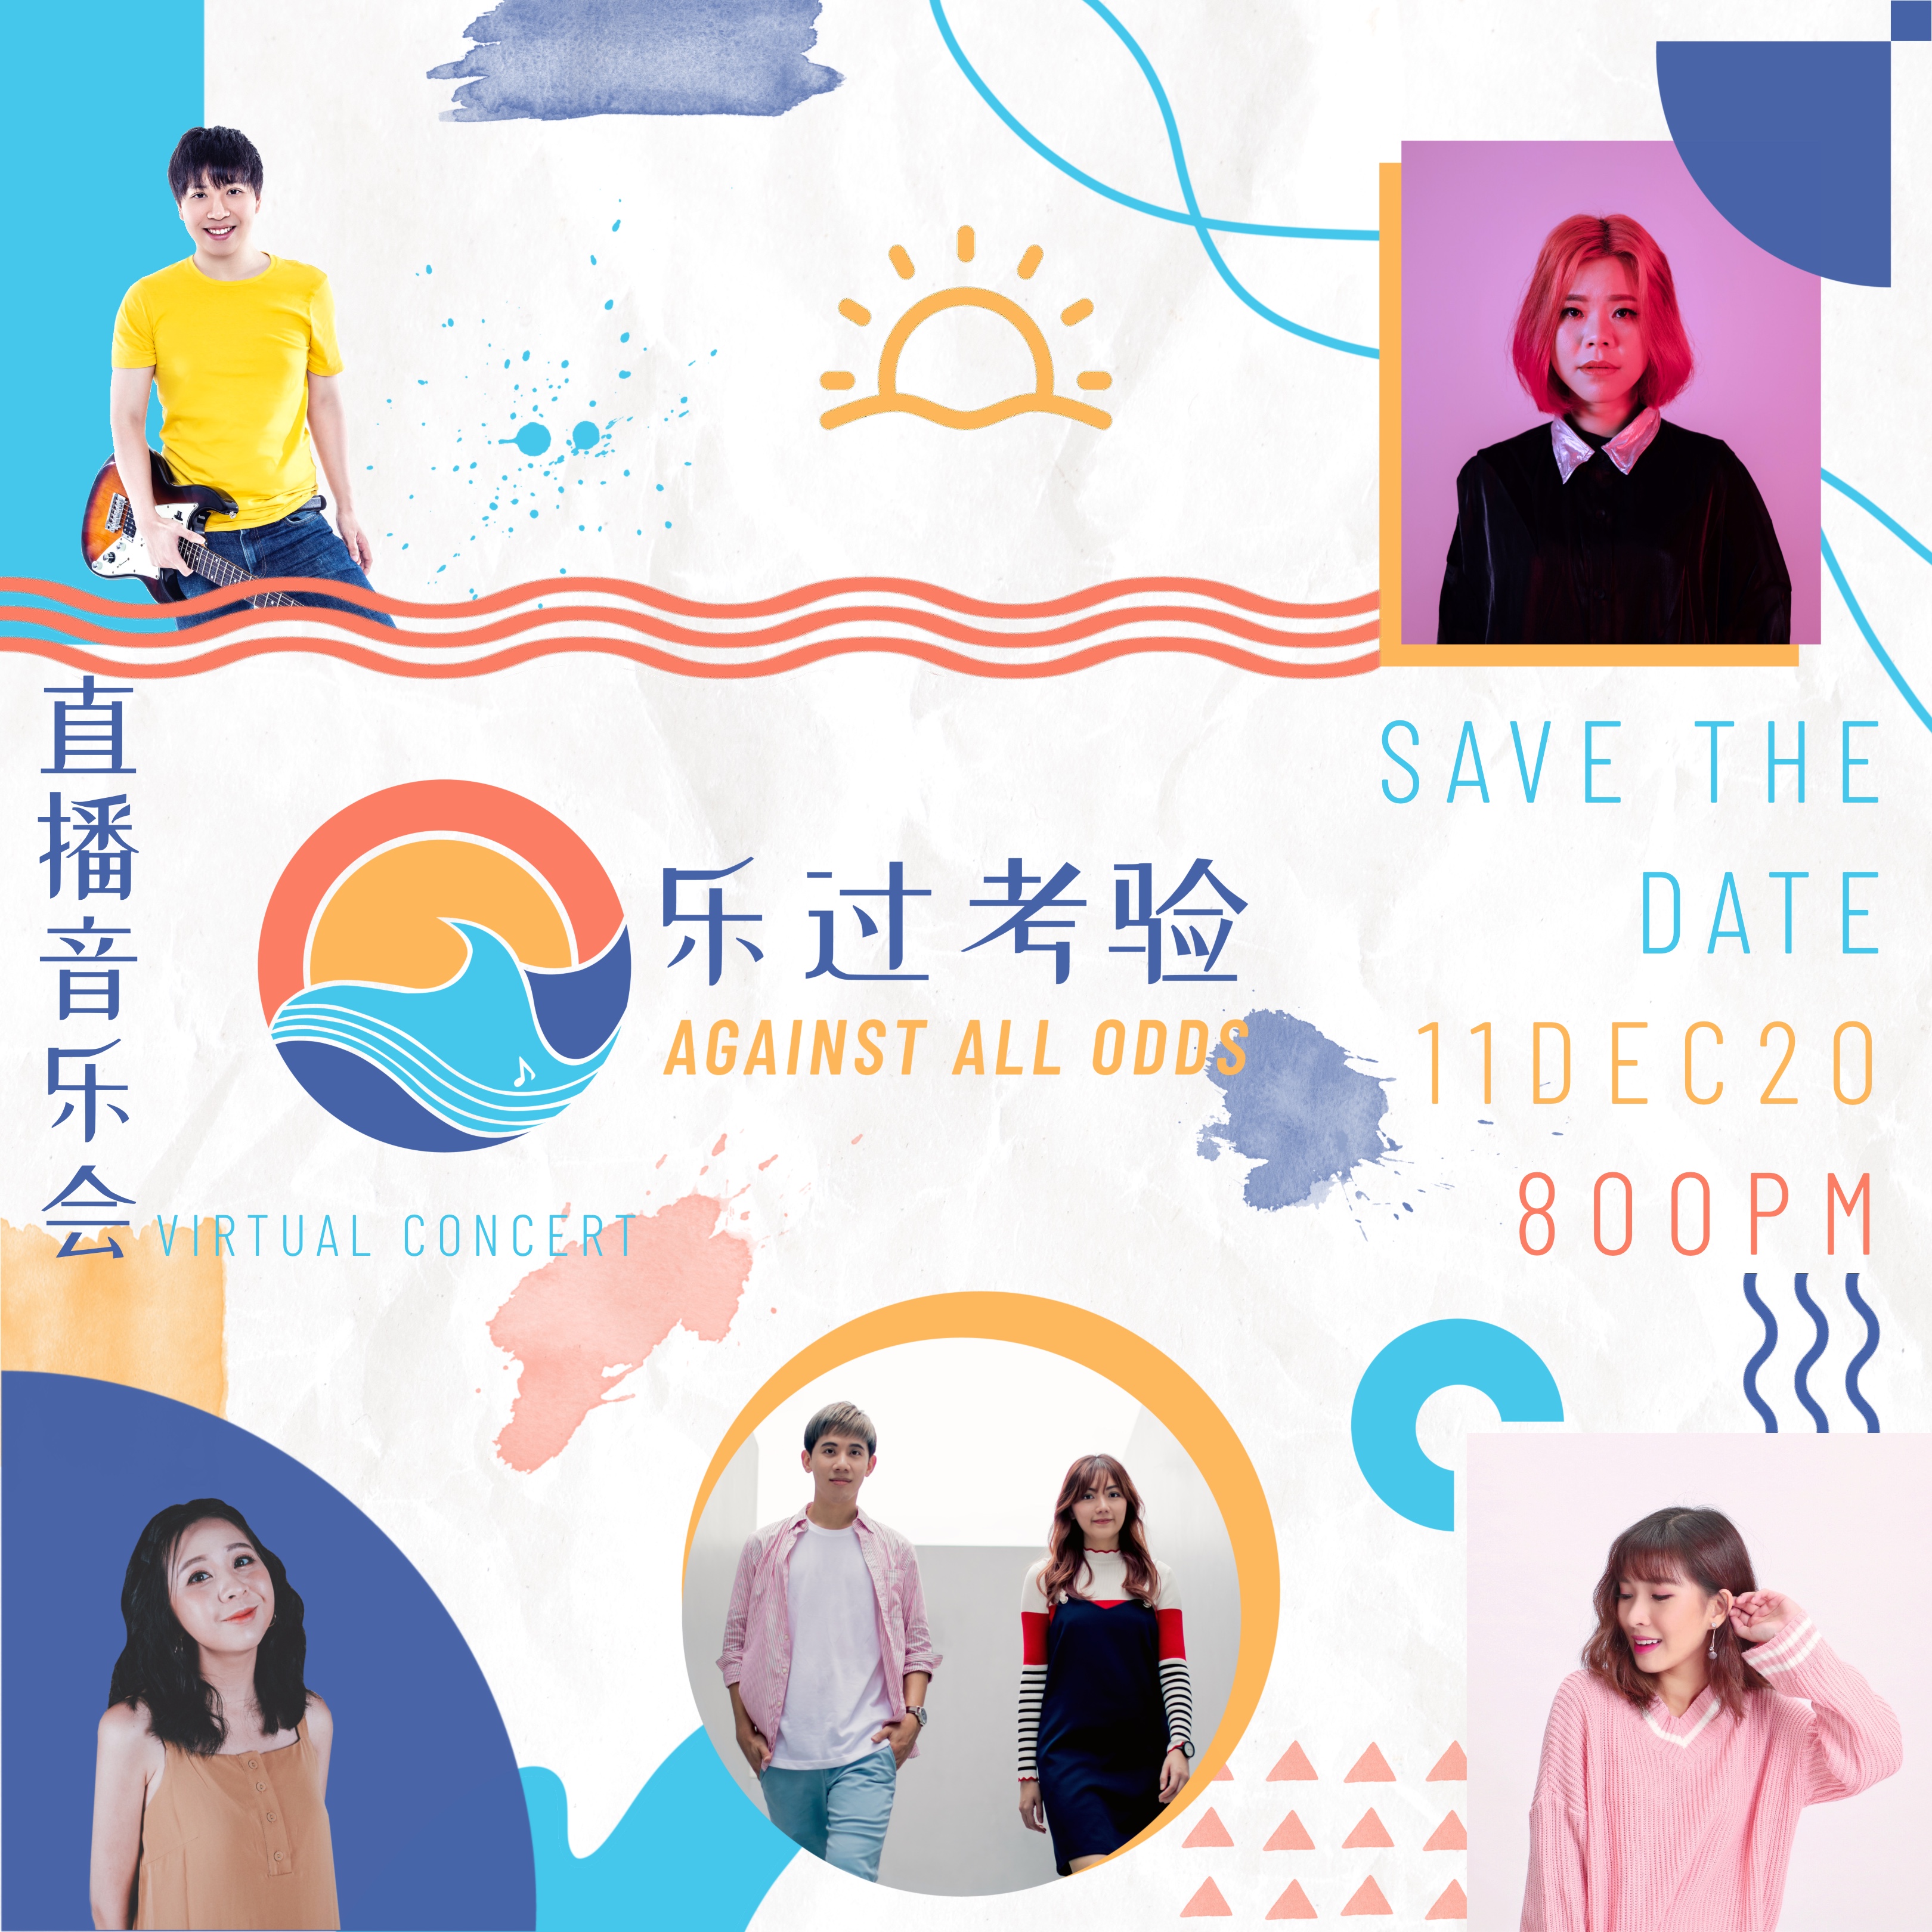 直播音乐会
VIRTUAL CONCERT
乐过考验
AGAINST ALL ODDS
SAVE THE
DATE
11DEC20
800PM